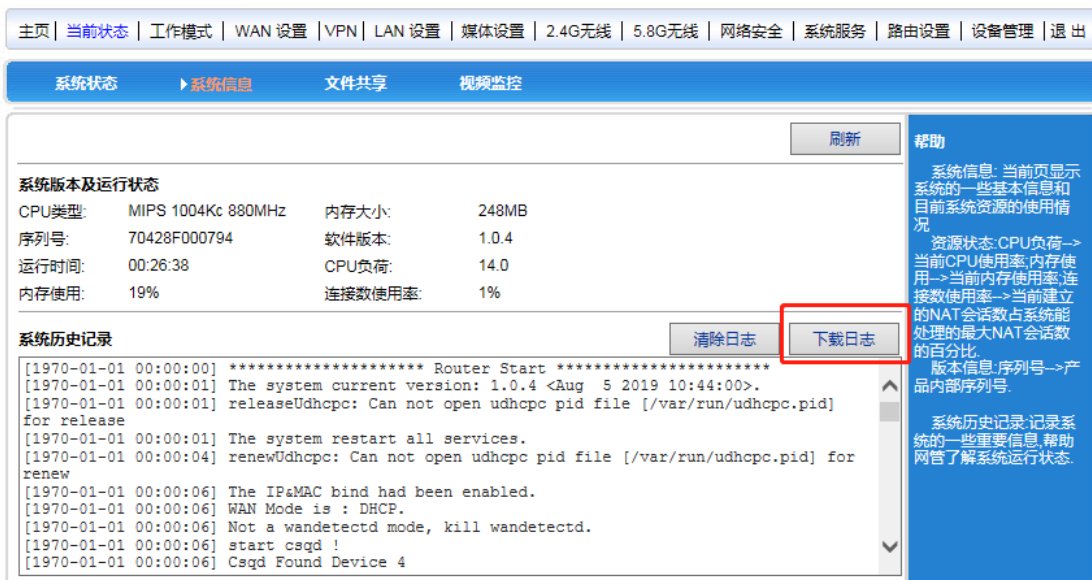 主页 | 当前状态 | 工作模式 | WAN 设置 |VPN | LAN 设置 | 媒体设置 | 2.4G无线 | 5.8G无线 | 网络安全 | 系统服务 | 路由设置 | 设备管理 |退 出
系统状态 系统信息 文件共享 视频监控
刷新
系统版本及运行状态
CPU类型: MIPS 1004Kc 880MHz 内存大小: 248MB
序列号: 70428F000794 软件版本: 1.0.4
运行时间: 00:26:38 CPU负荷: 14.0
内存使用: 19% 连接数使用率: 1%
系统历史记录 清除日志 下载日志
[1970-01-01 00:00:00] ********************* Router Start ***********************
[1970-01-01 00:00:01] The system current version: 1.0.4 <Aug  5 2019 10:44:00>.
[1970-01-01 00:00:01] releaseUdhcpc: Can not open udhcpc pid file [/var/run/udhcpc.pid]
for release
[1970-01-01 00:00:01] The system restart all services.
[1970-01-01 00:00:04] renewUdhcpc: Can not open udhcpc pid file [/var/run/udhcpc.pid] for
renew
[1970-01-01 00:00:06] The IP&MAC bind had been enabled.
[1970-01-01 00:00:06] WAN Mode is : DHCP.
[1970-01-01 00:00:06] Not a wandetectd mode, kill wandetectd.
[1970-01-01 00:00:06] start csqd !
[1970-01-01 00:00:06] Csqd Found Device 4
帮助
系统信息: 当前页显示
系统的一些基本信息和
目前系统资源的使用情
况
资源状态:CPU负荷-->
当前CPU使用率;内存使
用-->当前内存使用率;连
接数使用率-->当前建立
的NAT会话数占系统能
处理的最大NAT会话数
的百分比.
版本信息:序列号-->产
品内部序列号.
系统历史记录:记录系
统的一些重要信息,帮助
网管了解系统运行状态.